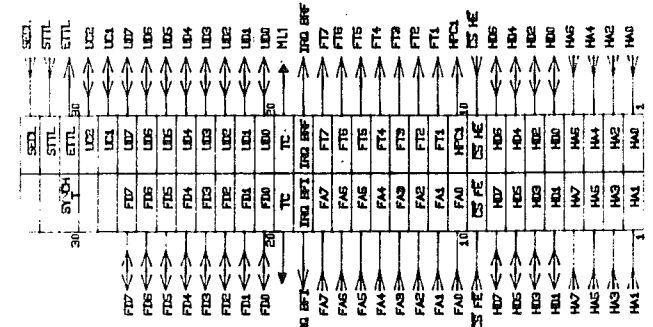 SECL SECL
STTL STTL
SYNCH T ETTL ETTL
30 30
UC2 UC2
UC1 UC1
FD7 FD7 UD7 UD7
FD6 FD6 UD6 UD6
FD5 FD5 UD5 UD5
FD4 FD4 UD4 UD4
FD3 FD3 UD3 UD3
FD2 FD2 UD2 UD2
FD1 FD1 UD1 UD1
FD0 FD0 UD0 UD0
20 20
TC TC ML1
IRQ BFI IRQ BFI IRQ BRF IRQ BRF
FA7 FA7 FT7 FT7
FA6 FA6 FT6 FT6
FA5 FA5 FT5 FT5
FA4 FA4 FT4 FT4
FA3 FA3 FT3 FT3
FA2 FA2 FT2 FT2
FA1 FA1 FT1 FT1
FA0 FA0 HPC1 HPC1
10 10
CS FE CS FE CS HE CS HE
HD7 HD7 HD6 HD6
HD5 HD5 HD4 HD4
HD3 HD3 HD2 HD2
HD1 HD1 HD0 HD0
HA7 HA7 HA6 HA6
HA5 HA5 HA4 HA4
HA3 HA3 HA2 HA2
HA1 HA1 HA0 HA0
1 1